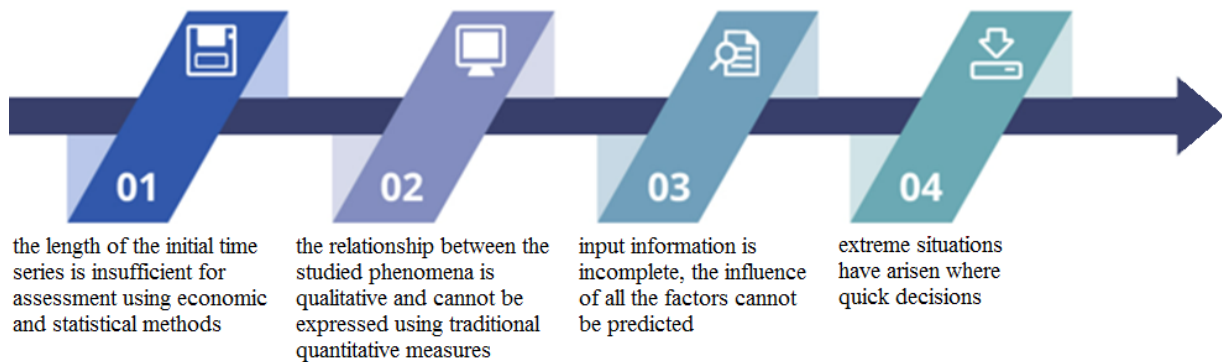 01
the length of the initial time
series is insufficient for
assessment using economic
and statistical methods
02
the relationship between the
studied phenomena is
qualitative and cannot be
expressed using traditional
quantitative measures
03
input information is
incomplete, the influence
of all the factors cannot
be predicted
04
extreme situations
have arisen where
quick decisions